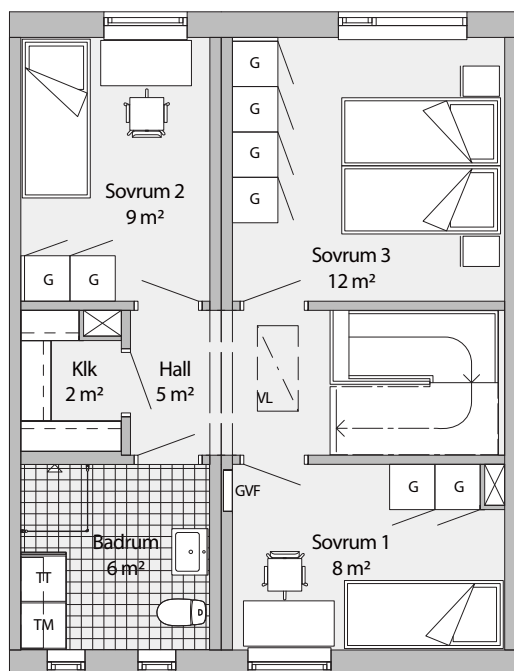 G
G
G
G
Sovrum 2
9 m²
Sovrum 3
12 m²
G
G
Klk
2 m²
Hall
5 m²
VL
GVF
G
G
Badrum
6 m²
Sovrum 1
8 m²
TT
TM